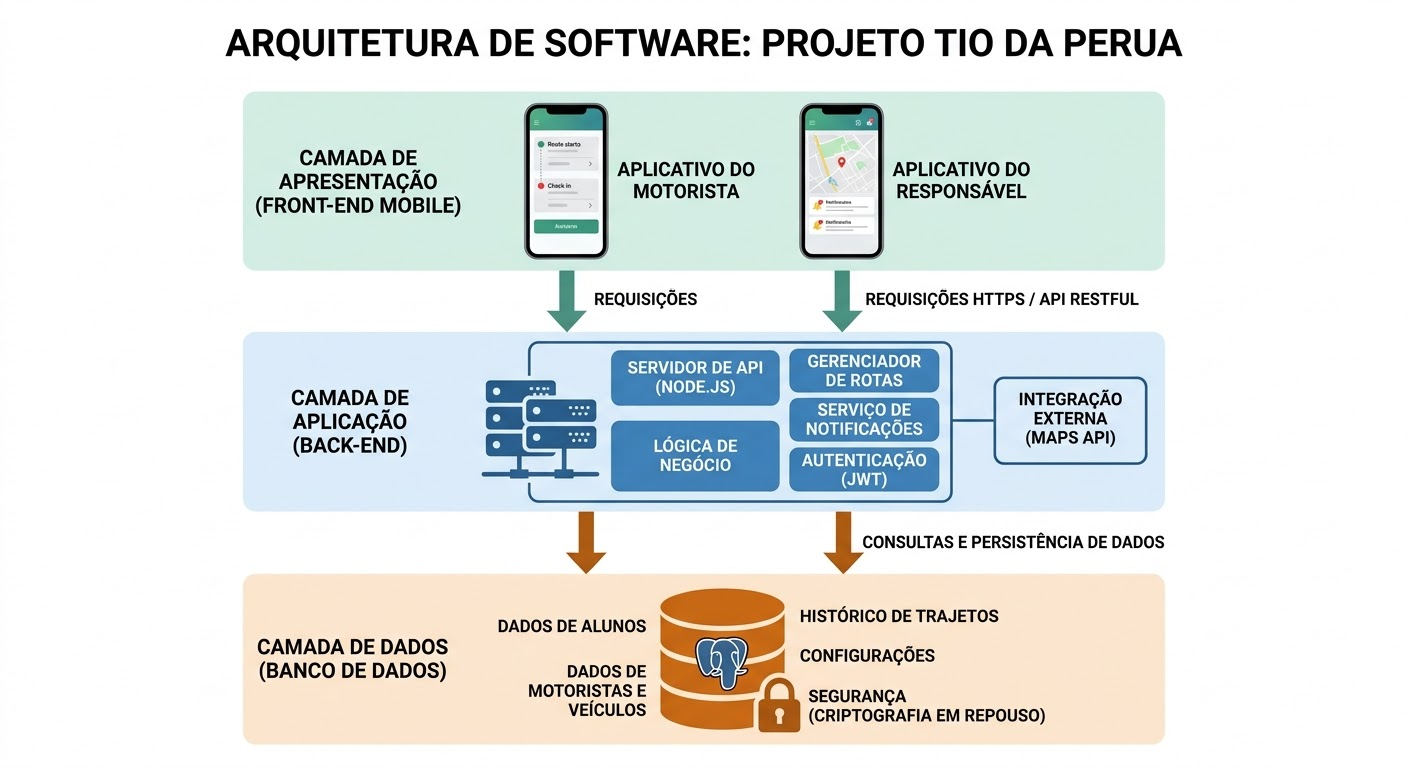 ARQUITETURA DE SOFTWARE: PROJETO TIO DA PERUA
CAMADA DE
APRESENTAÇÃO
(FRONT-END MOBILE)
Route starto
Check in
APLICATIVO DO
MOTORISTA
APLICATIVO DO
RESPONSÁVEL
REQUISIÇÕES
REQUISIÇÕES HTTPS / API RESTFUL
CAMADA DE
APLICAÇÃO
(BACK-END)
SERVIDOR DE API
(NODE.JS)
LÓGICA DE
NEGÓCIO
GERENCIADOR
DE ROTAS
SERVIÇO DE
NOTIFICAÇÕES
AUTENTICAÇÃO
(JWT)
INTEGRAÇÃO
EXTERNA
(MAPS API)
CONSULTAS E PERSISTÊNCIA DE DADOS
CAMADA DE DADOS
(BANCO DE DADOS)
DADOS DE ALUNOS
DADOS DE
MOTORISTAS E
VEÍCULOS
HISTÓRICO DE TRAJETOS
CONFIGURAÇÕES
SEGURANÇA
(CRIPTOGRAFIA EM REPOUSO)